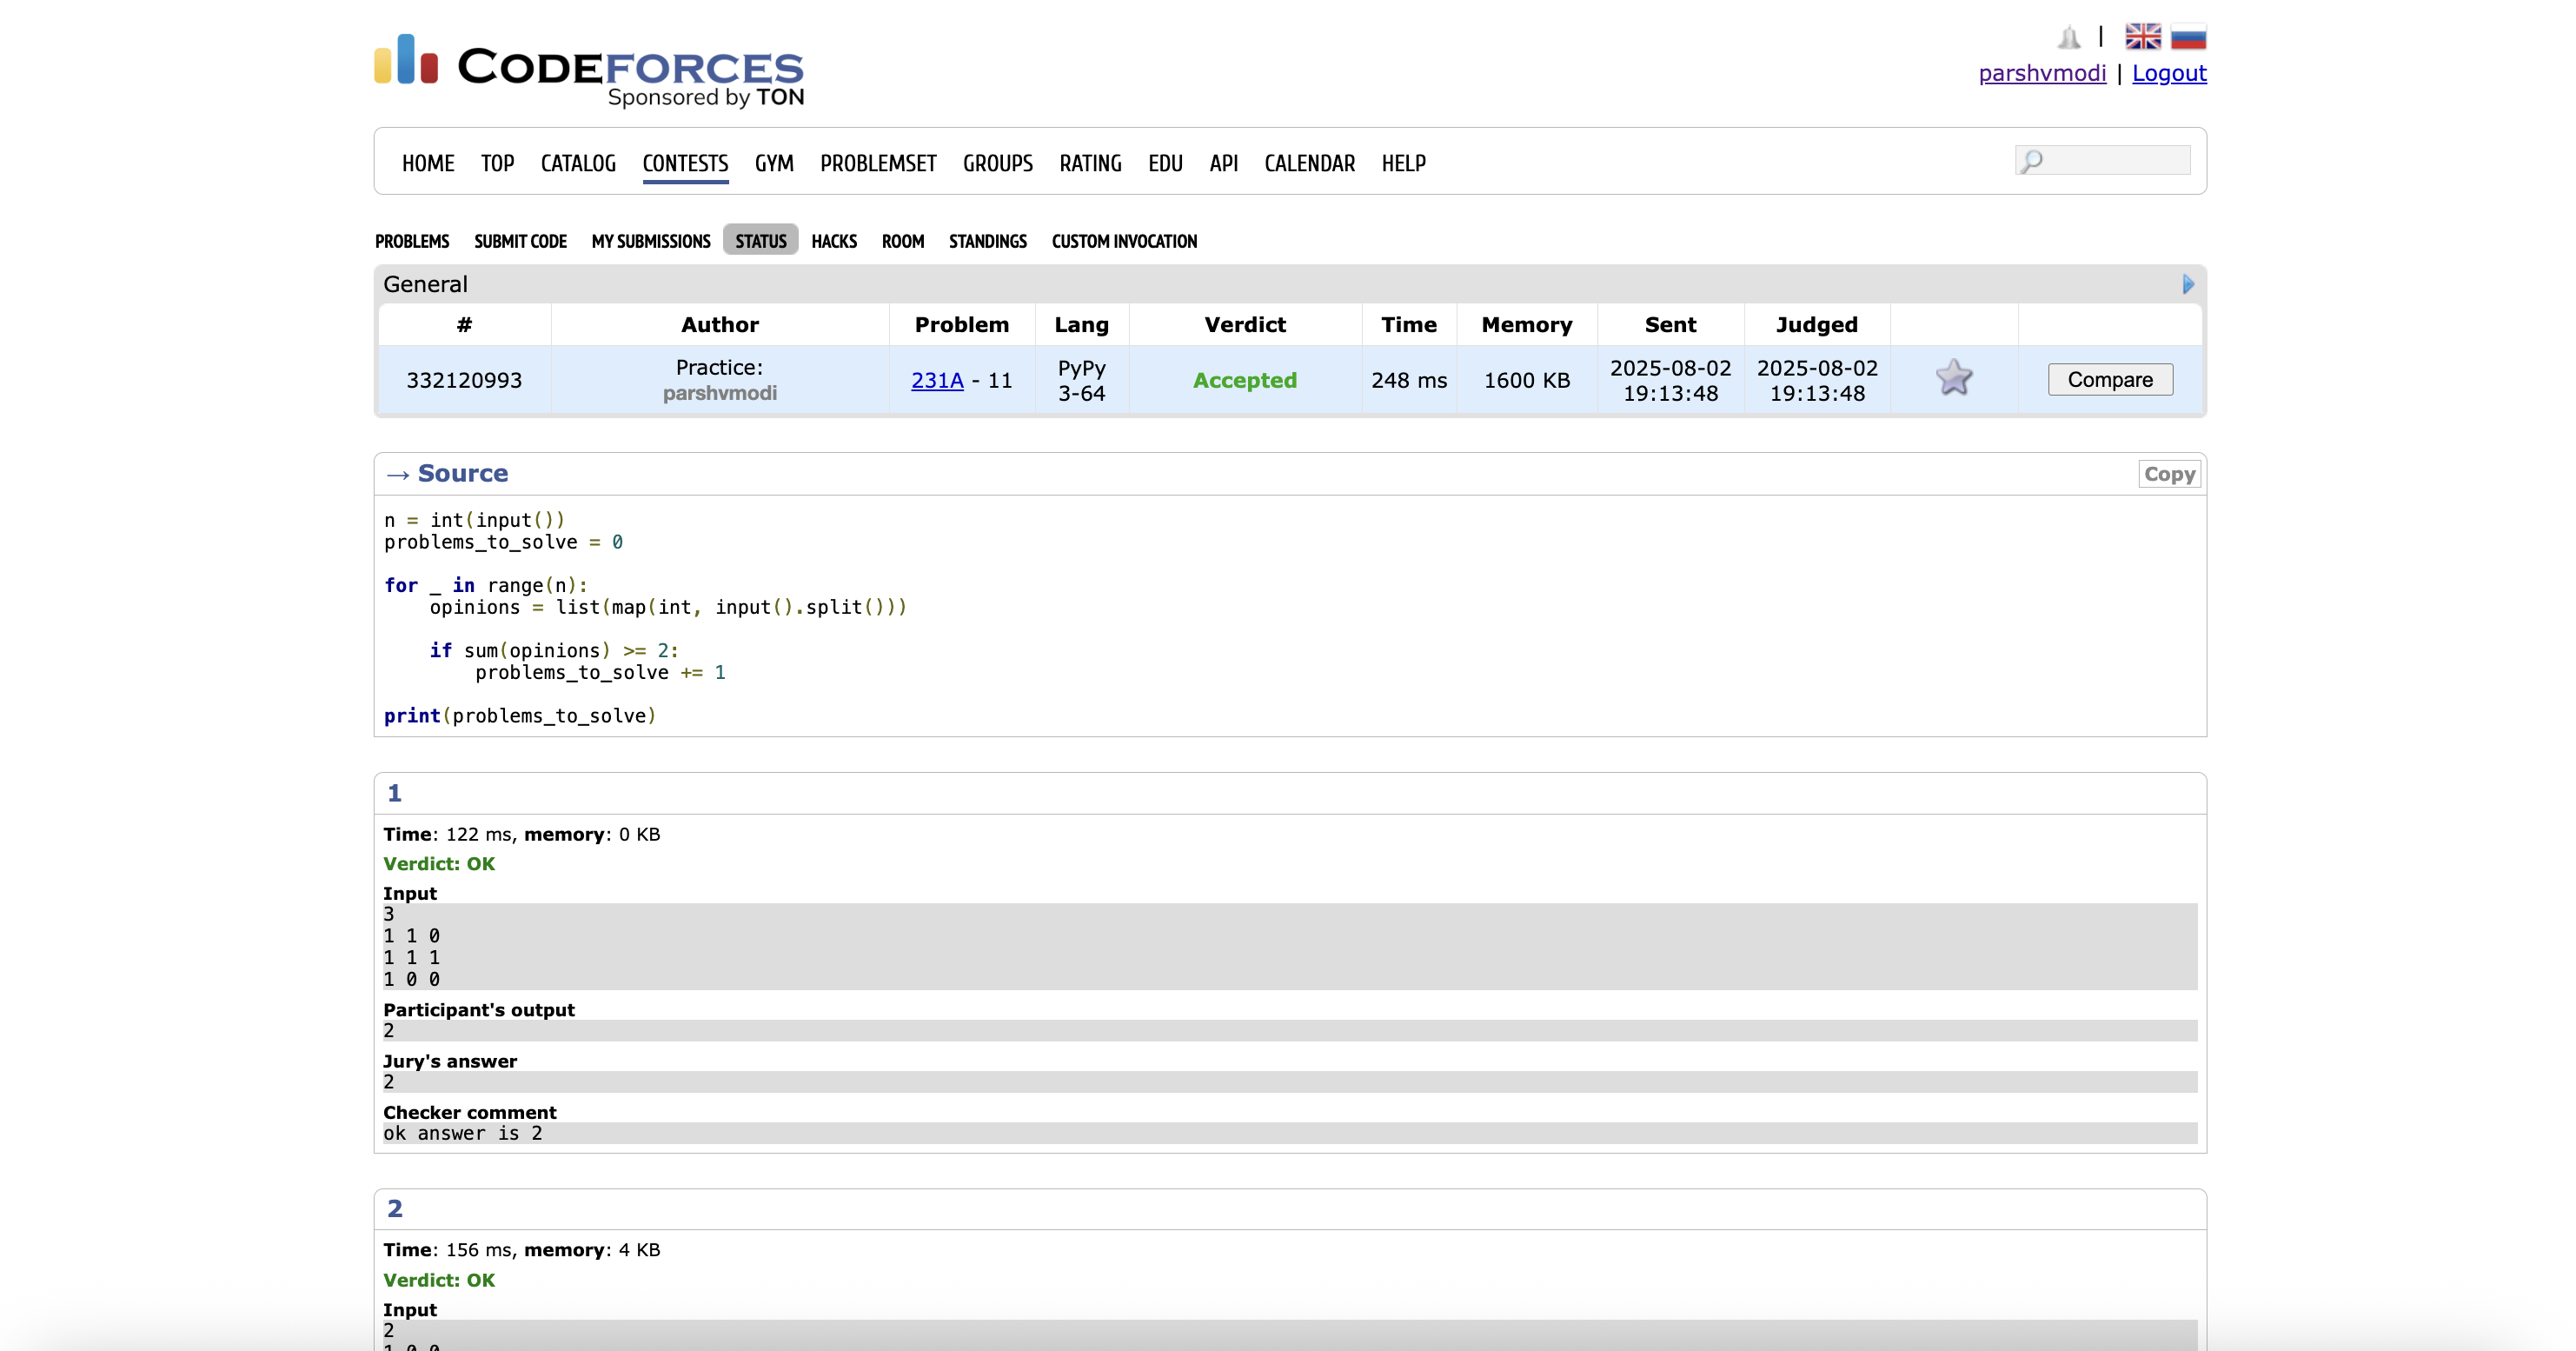 CODEFORCES
Sponsored by TON
|
parshvmodi | Logout
HOME TOP CATALOG CONTESTS GYM PROBLEMSET GROUPS RATING EDU API CALENDAR HELP
PROBLEMS SUBMIT CODE MY SUBMISSIONS STATUS HACKS ROOM STANDINGS CUSTOM INVOCATION
General
# Author Problem Lang Verdict Time Memory Sent Judged
332120993 Practice: parshvmodi 231A - 11 PyPy 3-64 Accepted 248 ms 1600 KB 2025-08-02 19:13:48 2025-08-02 19:13:48 Compare
→ Source Copy
n = int(input())
problems_to_solve = 0
for _ in range(n):
    opinions = list(map(int, input().split()))
    if sum(opinions) >= 2:
        problems_to_solve += 1
print(problems_to_solve)
1
Time: 122 ms, memory: 0 KB
Verdict: OK
Input
3
1 1 0
1 1 1
1 0 0
Participant's output
2
Jury's answer
2
Checker comment
ok answer is 2
2
Time: 156 ms, memory: 4 KB
Verdict: OK
Input
2
1 0 0